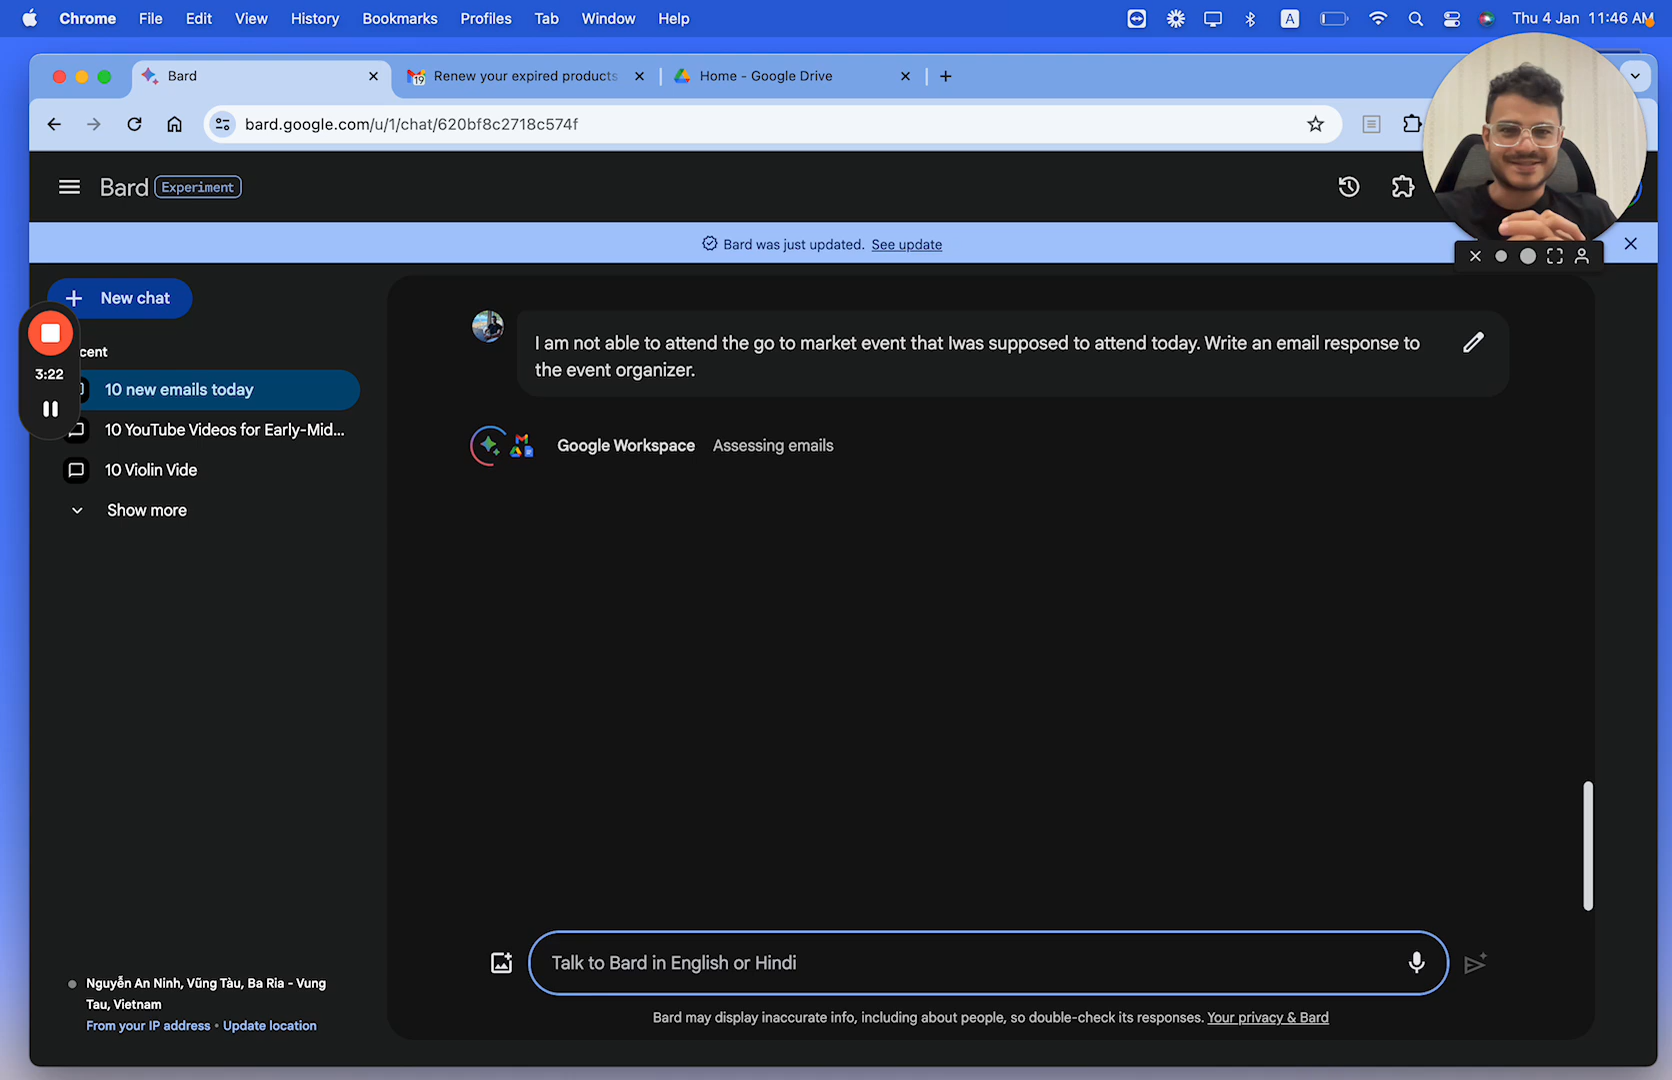 Chrome File Edit View History Bookmarks Profiles Tab Window Help
A
Thu 4 Jan 11:46 AM
Bard
19
Renew your expired products
Home - Google Drive
bard.google.com/u/1/chat/620bf8c2718c574f
Bard Experiment
Bard was just updated. See update
New chat
cent
3:22
10 new emails today
10 YouTube Videos for Early-Mid...
10 Violin Vide
Show more
I am not able to attend the go to market event that Iwas supposed to attend today. Write an email response to
the event organizer.
Google Workspace Assessing emails
Talk to Bard in English or Hindi
Bard may display inaccurate info, including about people, so double-check its responses. Your privacy & Bard
Nguyễn An Ninh, Vũng Tàu, Ba Ria - Vung
Tau, Vietnam
From your IP address • Update location